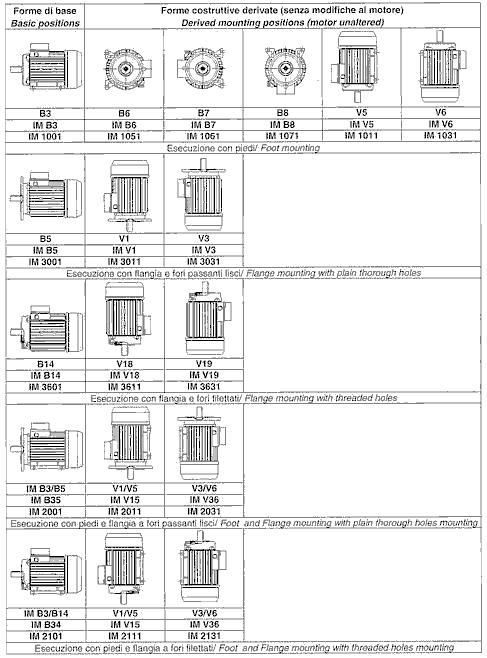 Forme di base
Basic positions
Forme costruttive derivate (senza modifiche al motore)
Derived mounting positions (motor unaltered)
B3 B6 B7 B8 V5 V6
IM B3 IM B6 IM B7 IM B8 IM V5 IM V6
IM 1001 IM 1051 IM 1061 IM 1071 IM 1011 IM 1031
Esecuzione con piedi/ Foot mounting
B5 V1 V3
IM B5 IM V1 IM V3
IM 3001 IM 3011 IM 3031
Esecuzione con flangia e fori passanti lisci/ Flange mounting with plain thorough holes
B14 V18 V19
IM B14 IM V18 IM V19
IM 3601 IM 3611 IM 3631
Esecuzione con flangia e fori filettati/ Flange mounting with threaded holes
IM B3/B5 V1/V5 V3/V6
IM B35 IM V15 IM V36
IM 2001 IM 2011 IM 2031
Esecuzione con piedi e flangia a fori passanti lisci/ Foot and Flange mounting with plain thorough holes mounting
IM B3/B14 V1/V5 V3/V6
IM B34 IM V15 IM V36
IM 2101 IM 2111 IM 2131
Esecuzione con piedi e flangia a fori filettati/ Foot and Flange mounting with threaded holes mounting